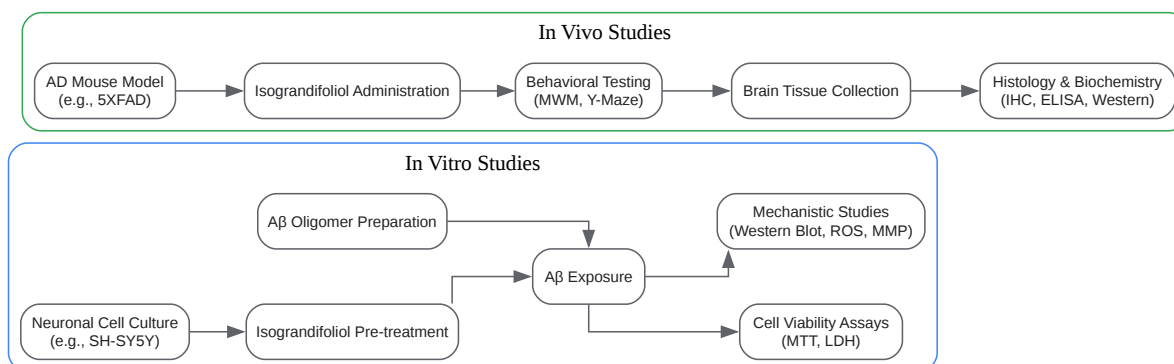 In Vivo Studies
AD Mouse Model
(e.g., 5XFAD)
Isograndifoliol Administration
Behavioral Testing
(MWM, Y-Maze)
Brain Tissue Collection
Histology & Biochemistry
(IHC, ELISA, Western)
In Vitro Studies
Aβ Oligomer Preparation
Mechanistic Studies
(Western Blot, ROS, MMP)
Aβ Exposure
Neuronal Cell Culture
(e.g., SH-SY5Y)
Isograndifoliol Pre-treatment
Cell Viability Assays
(MTT, LDH)